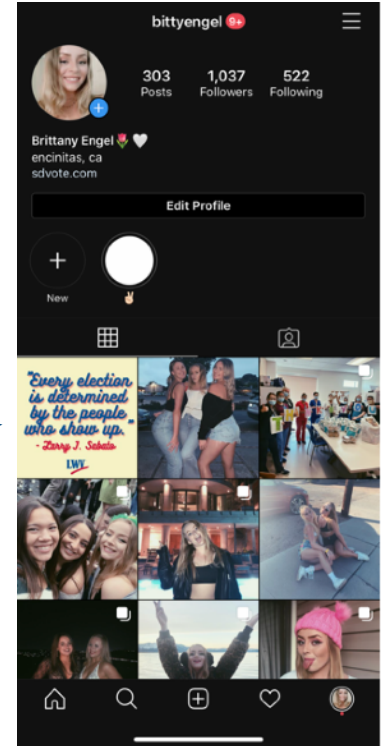 bittyengel 9+
303 1,037 522
Posts Followers Following
Brittany Engel🌷🤍
encinitas, ca
sdvote.com
Edit Profile
New ✌🏻
"Every election
is determined
by the people
who show up."
- Larry J. Sabato
LWV